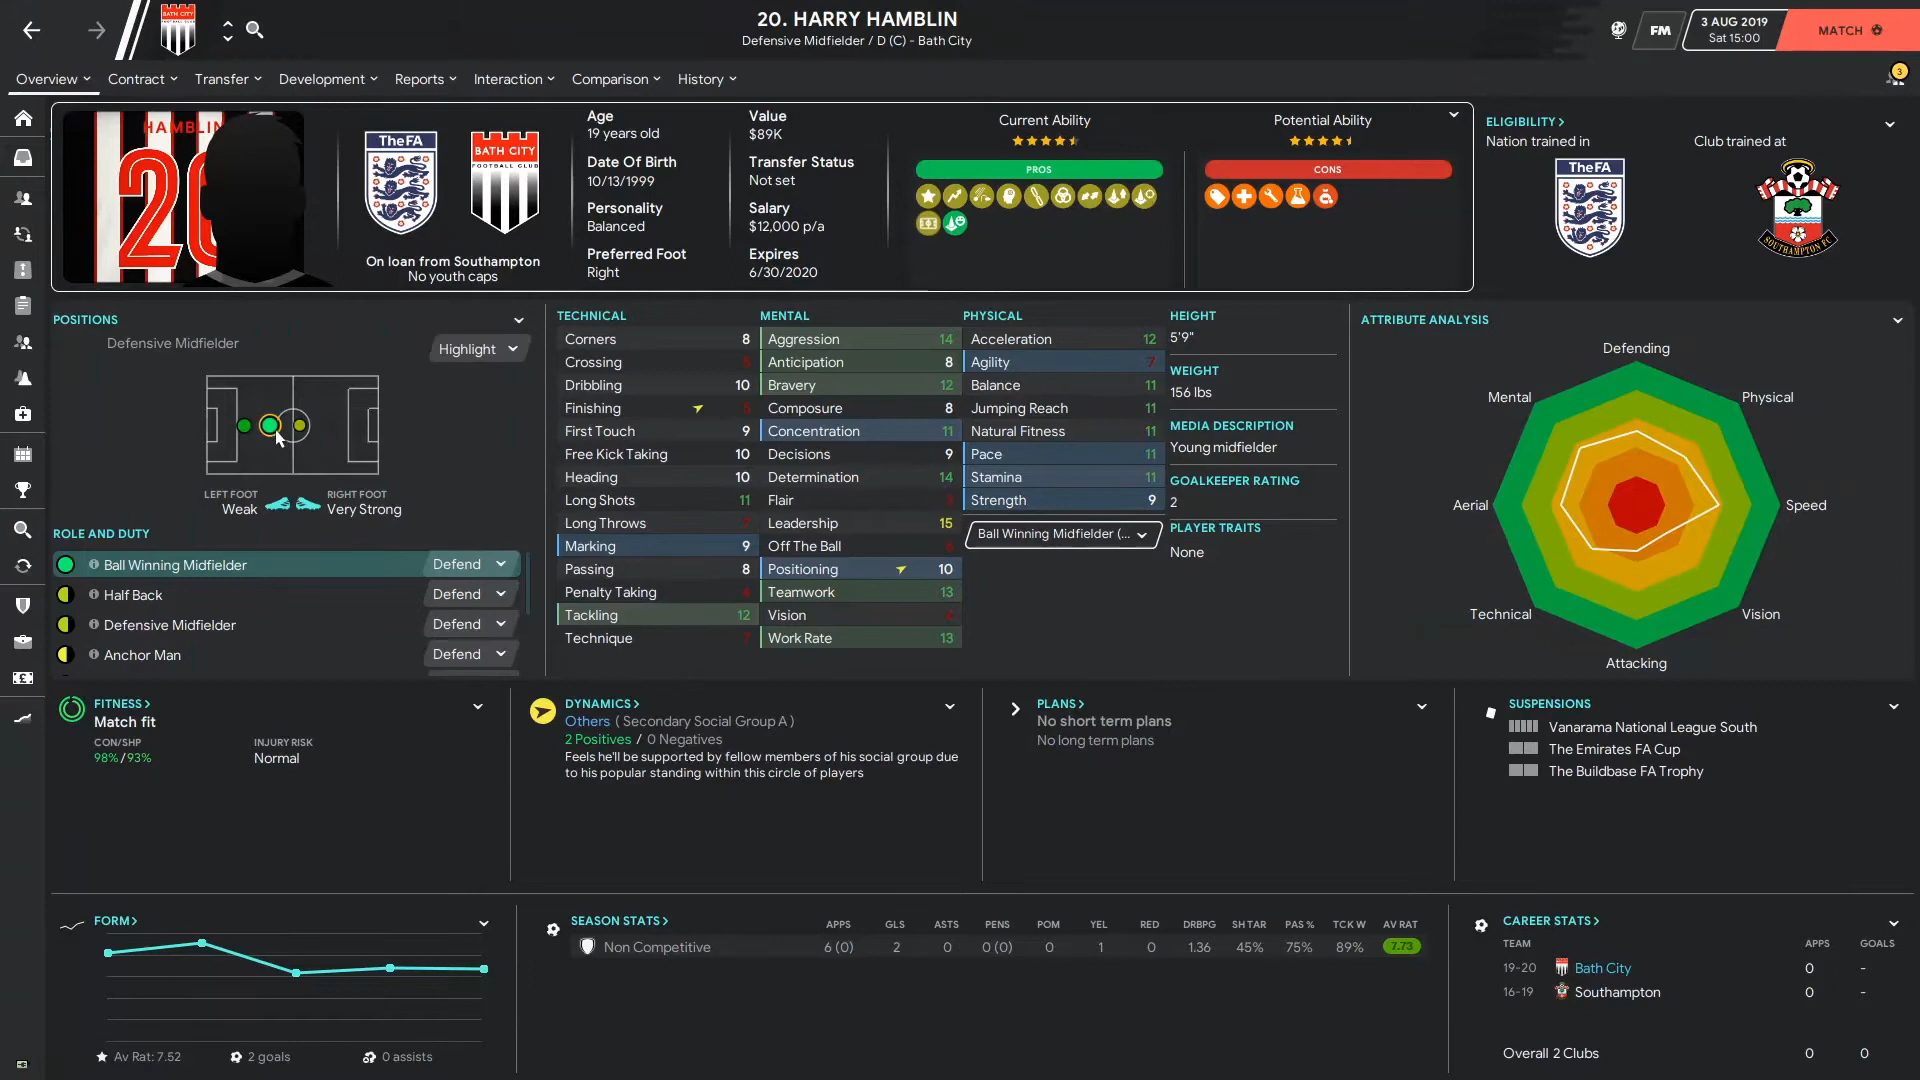 20. HARRY HAMBLIN
Defensive Midfielder / D (C) - Bath City
FM
3 AUG 2019
Sat 15:00
MATCH
Overview
Contract
Transfer
Development
Reports
Interaction
Comparison
History
3
HAMBLIN
20
TheFA
BATH CITY
FOOTBALL CLUB
On loan from Southampton
No youth caps
Age
19 years old
Date Of Birth
10/13/1999
Personality
Balanced
Preferred Foot
Right
Value
$89K
Transfer Status
Not set
Salary
$12,000 p/a
Expires
6/30/2020
Current Ability
PROS
Potential Ability
CONS
ELIGIBILITY >
Nation trained in
Club trained at
TheFA
SOUTHAMPTON FC
POSITIONS
Defensive Midfielder
Highlight
LEFT FOOT
Weak
RIGHT FOOT
Very Strong
ROLE AND DUTY
Ball Winning Midfielder Defend
Half Back Defend
Defensive Midfielder Defend
Anchor Man Defend
TECHNICAL
Corners 8
Crossing
Dribbling 10
Finishing 5
First Touch 9
Free Kick Taking 10
Heading 10
Long Shots 11
Long Throws 7
Marking 9
Passing 8
Penalty Taking 4
Tackling 12
Technique 7
MENTAL
Aggression 14
Anticipation 8
Bravery 12
Composure 8
Concentration 11
Decisions 9
Determination 14
Flair
Leadership 15
Off The Ball
Positioning 10
Teamwork 13
Vision
Work Rate 13
PHYSICAL
Acceleration 12
Agility 7
Balance 11
Jumping Reach 11
Natural Fitness 11
Pace 11
Stamina 11
Strength 9
Ball Winning Midfielder (...
HEIGHT
5'9"
WEIGHT
156 lbs
MEDIA DESCRIPTION
Young midfielder
GOALKEEPER RATING
2
PLAYER TRAITS
None
ATTRIBUTE ANALYSIS
Defending
Mental
Physical
Aerial
Speed
Technical
Vision
Attacking
FITNESS >
Match fit
CON/SHP
98% / 93%
INJURY RISK
Normal
DYNAMICS >
Others ( Secondary Social Group A )
2 Positives / 0 Negatives
Feels he'll be supported by fellow members of his social group due
to his popular standing within this circle of players
PLANS >
No short term plans
No long term plans
SUSPENSIONS
Vanarama National League South
The Emirates FA Cup
The Buildbase FA Trophy
FORM >
Av Rat: 7.52
2 goals
0 assists
SEASON STATS >
APPS GLS ASTS PENS POM YEL RED DRBPG SH TAR PAS % TCK W AV RAT
Non Competitive 6 (0) 2 0 0 (0) 0 1 0 1.36 45% 75% 89% 7.73
CAREER STATS >
TEAM APPS GOALS
19-20 Bath City 0 -
16-19 Southampton 0 -
Overall 2 Clubs 0 0